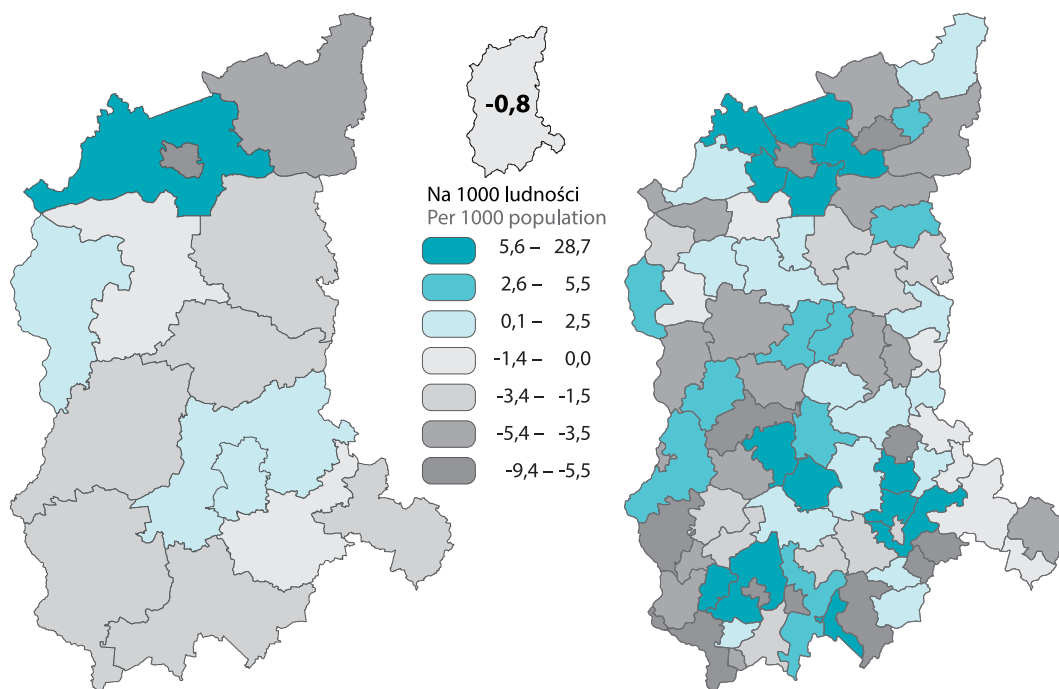 -0,8
Na 1000 ludności
Per 1000 population
5,6 – 28,7
2,6 – 5,5
0,1 – 2,5
-1,4 – 0,0
-3,4 – -1,5
-5,4 – -3,5
-9,4 – -5,5